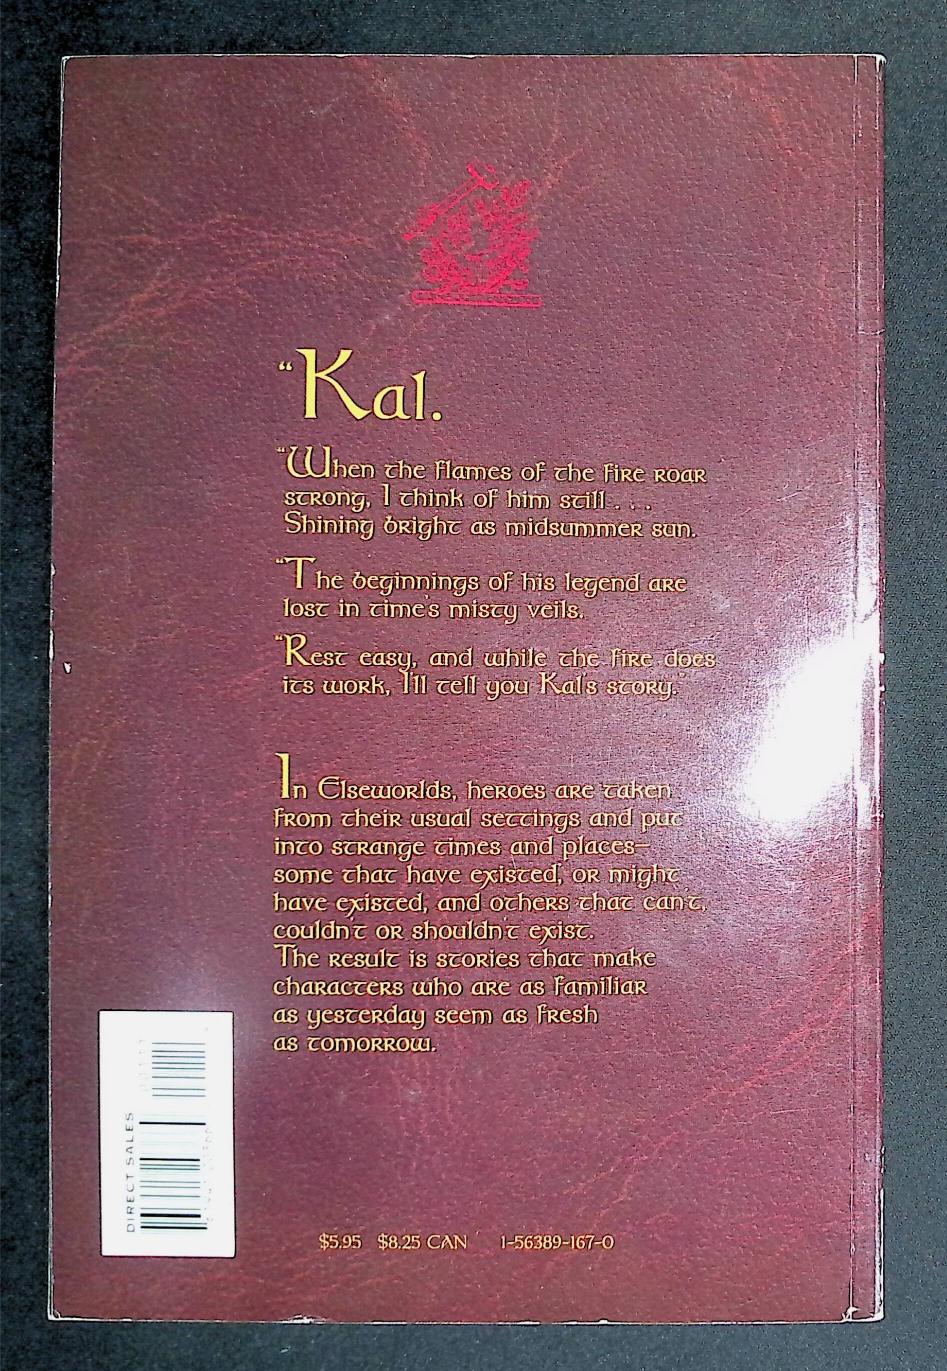 “Kal.
“When the flames of the fire roar
strong, I think of him still . . .
Shining bright as midsummer sun.
“The beginnings of his legend are
lost in time's misty veils.
“Rest easy, and while the fire does
its work, I'll tell you Kal's story.”
In Elseworlds, heroes are taken
from their usual settings and put
into strange times and places—
some that have existed, or might
have existed, and others that can't,
couldn't or shouldn't exist.
The result is stories that make
characters who are as familiar
as yesterday seem as fresh
as tomorrow.
DIRECT SALES
$5.95 $8.25 CAN 1-56389-167-0